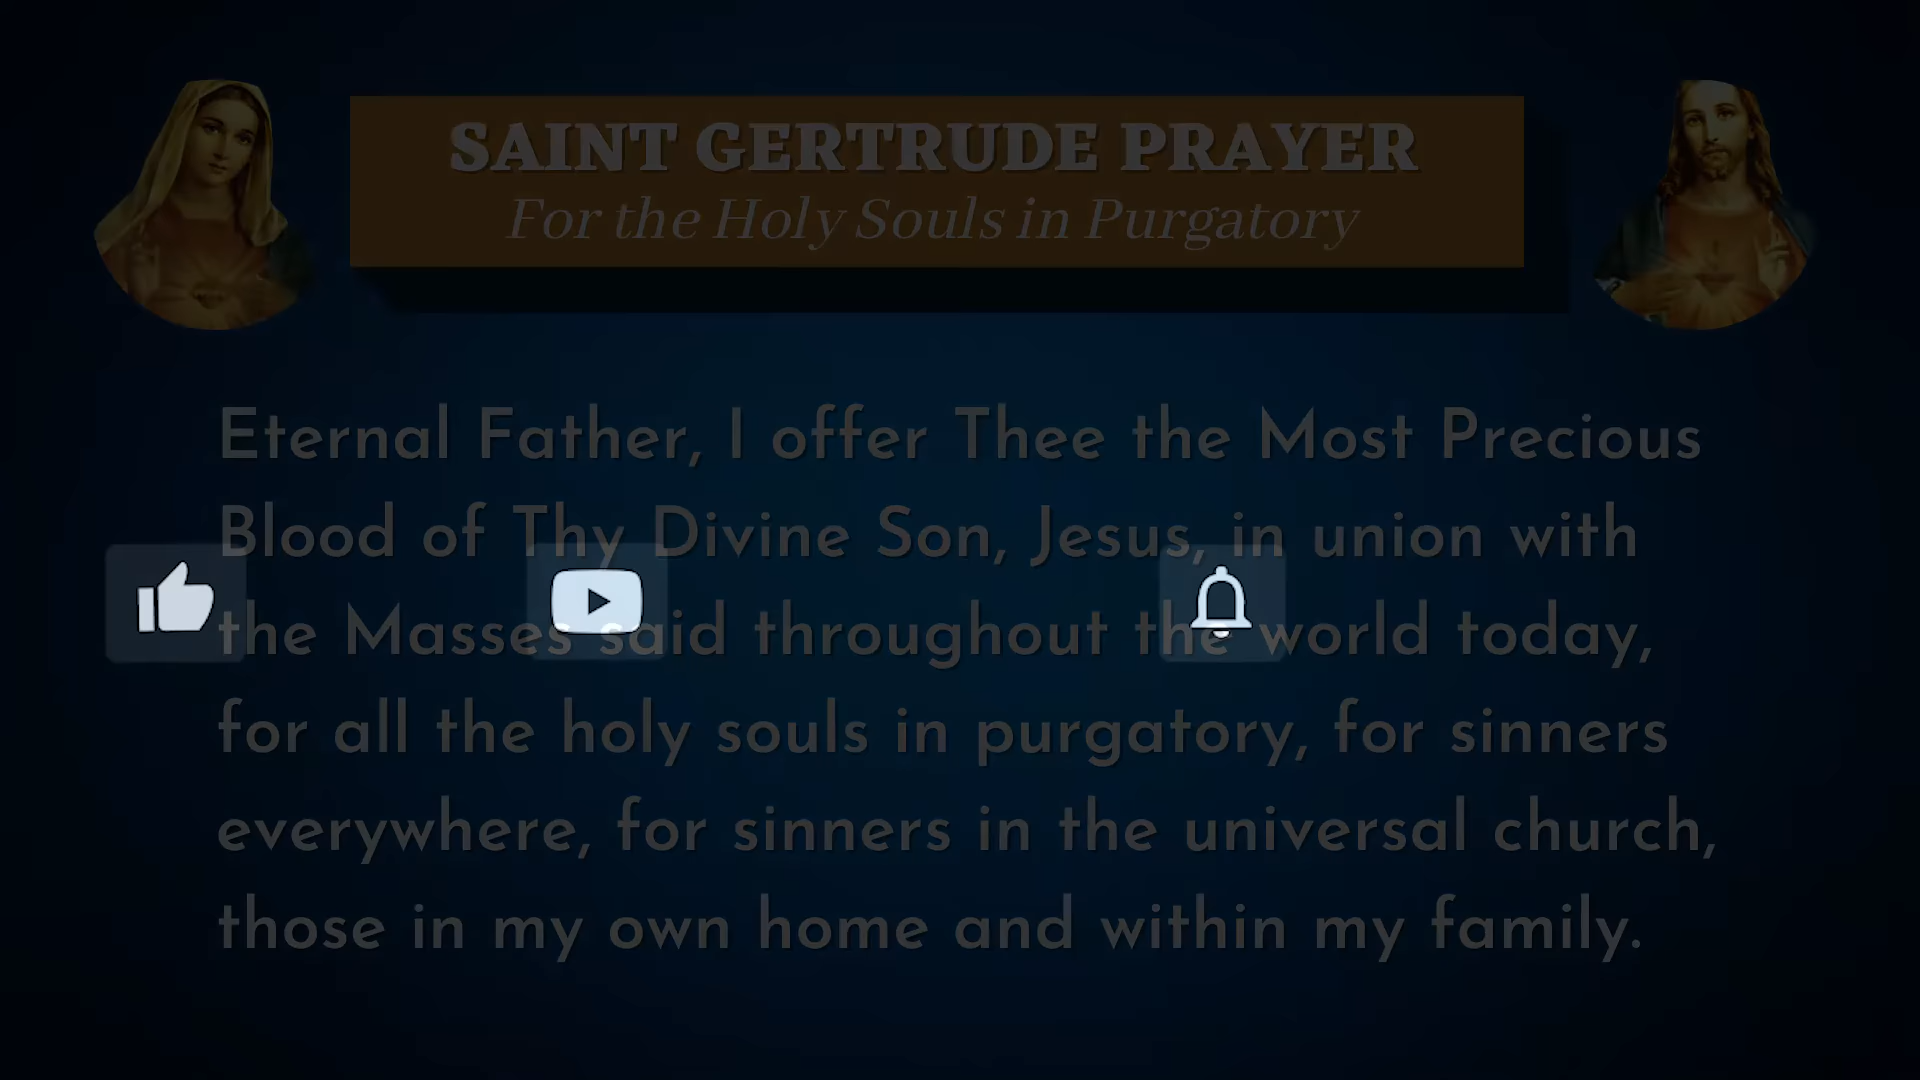 SAINT GERTRUDE PRAYER
For the Holy Souls in Purgatory
Eternal Father, I offer Thee the Most Precious
Blood of Thy Divine Son, Jesus, in union with
the Masses said throughout the world today,
for all the holy souls in purgatory, for sinners
everywhere, for sinners in the universal church,
those in my own home and within my family.